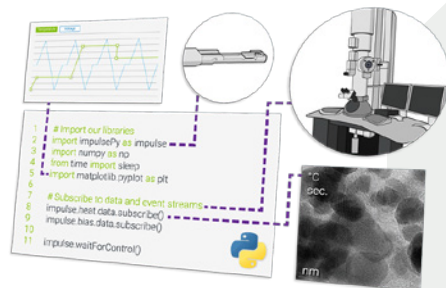 1 # Import our libraries
2 import impulsePy as impulse
3 import numpy as np
4 from time import sleep
5 import matplotlib.pyplot as plt
6
7 # Subscribe to data and event streams
8 impulse.heat.data.subscribe()
9 impulse.bias.data.subscribe()
10
11 impulse.waitForControl()
°C
sec.
nm